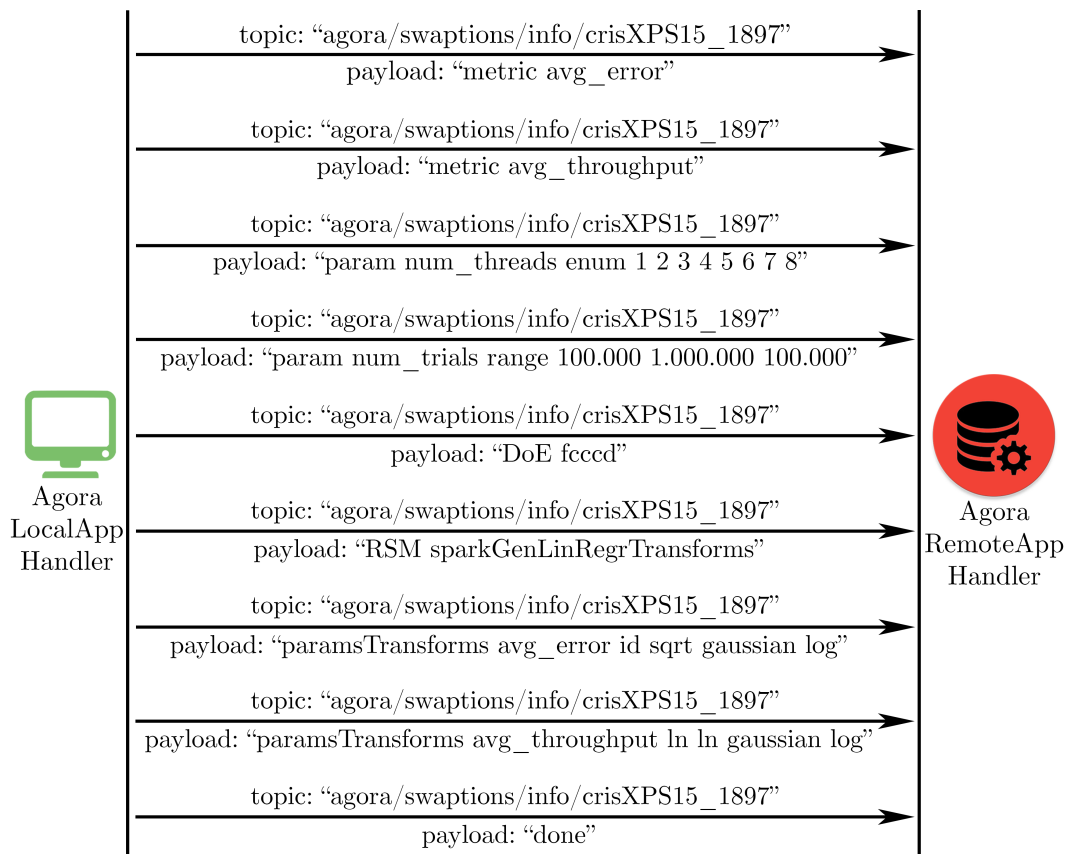 topic: “agora/swaptions/info/crisXPS15_1897”
payload: “metric avg_error”
topic: “agora/swaptions/info/crisXPS15_1897”
payload: “metric avg_throughput”
topic: “agora/swaptions/info/crisXPS15_1897”
payload: “param num_threads enum 1 2 3 4 5 6 7 8”
topic: “agora/swaptions/info/crisXPS15_1897”
payload: “param num_trials range 100.000 1.000.000 100.000”
topic: “agora/swaptions/info/crisXPS15_1897”
payload: “DoE fcccd”
topic: “agora/swaptions/info/crisXPS15_1897”
payload: “RSM sparkGenLinRegrTransforms”
topic: “agora/swaptions/info/crisXPS15_1897”
payload: “paramsTransforms avg_error id sqrt gaussian log”
topic: “agora/swaptions/info/crisXPS15_1897”
payload: “paramsTransforms avg_throughput ln ln gaussian log”
topic: “agora/swaptions/info/crisXPS15_1897”
payload: “done”
Agora
LocalApp
Handler
Agora
RemoteApp
Handler